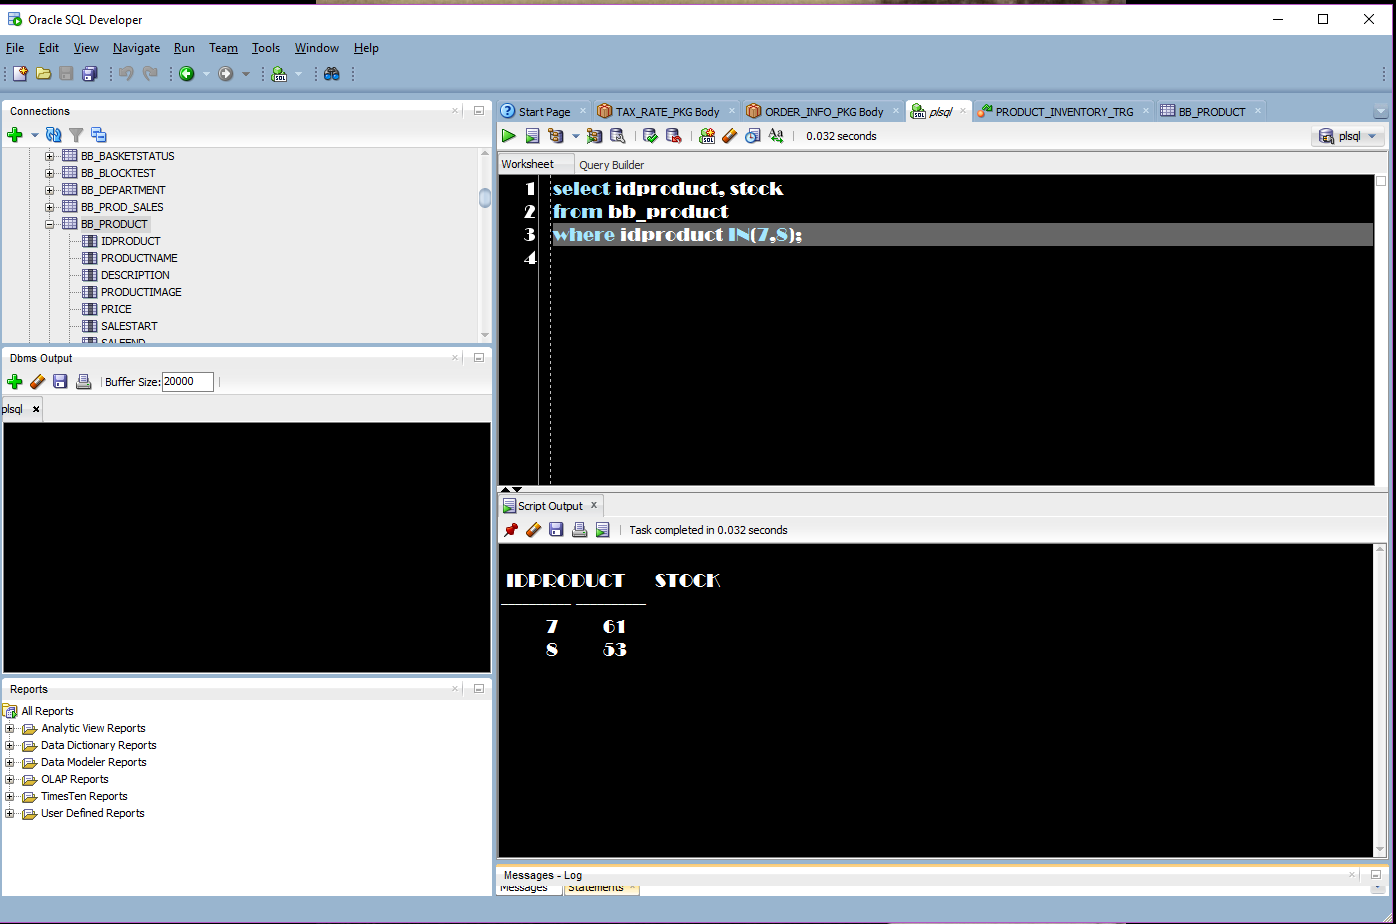 Oracle SQL Developer
File Edit View Navigate Run Team Tools Window Help
Connections
BB_BASKETSTATUS
BB_BLOCKTEST
BB_DEPARTMENT
BB_PROD_SALES
BB_PRODUCT
IDPRODUCT
PRODUCTNAME
DESCRIPTION
PRODUCTIMAGE
PRICE
SALESTART
SALEEND
Dbms Output
Buffer Size: 20000
plsql
Reports
All Reports
Analytic View Reports
Data Dictionary Reports
Data Modeler Reports
OLAP Reports
TimesTen Reports
User Defined Reports
Start Page TAX_RATE_PKG Body ORDER_INFO_PKG Body plsql PRODUCT_INVENTORY_TRG BB_PRODUCT
0.032 seconds plsql
Worksheet Query Builder
1 select idproduct, stock
2 from bb_product
3 where idproduct IN(7,8);
4
Script Output
Task completed in 0.032 seconds
IDPRODUCT STOCK
7 61
8 53
Messages - Log
Messages Statements